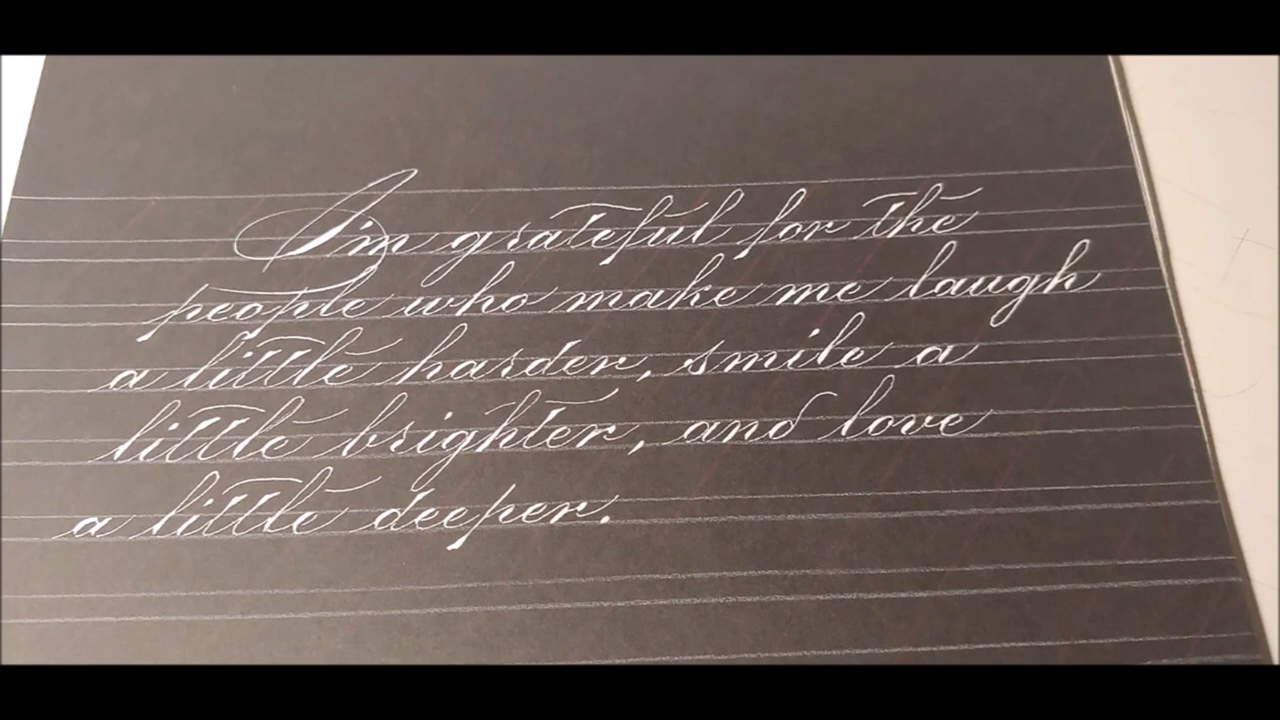 I'm grateful for the
people who make me laugh
a little harder, smile a
little brighter, and love
a little deeper.